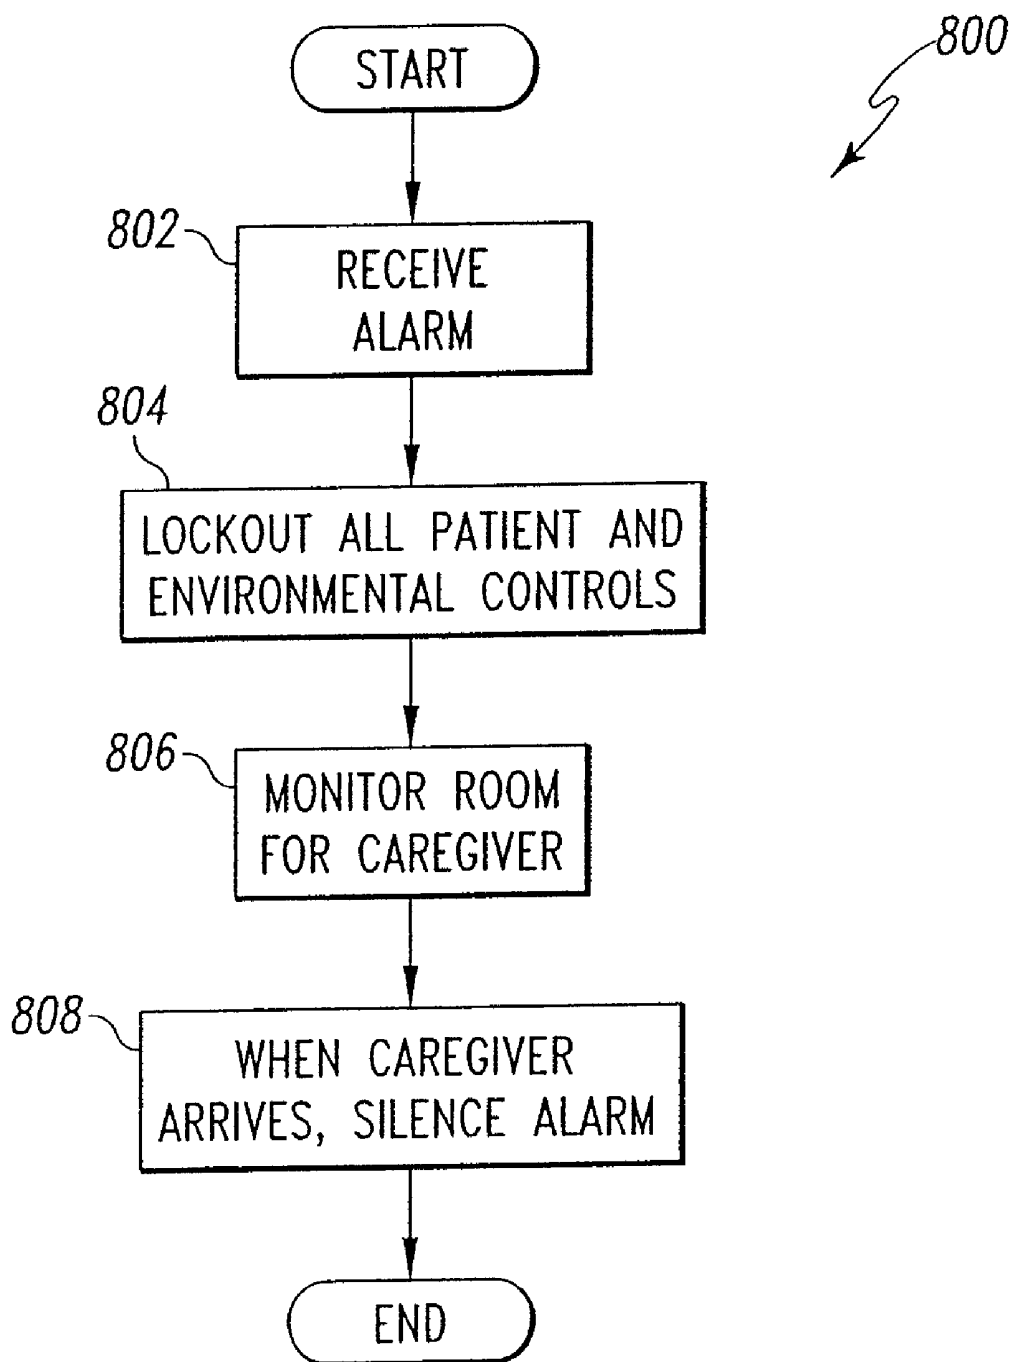 START
800
802
RECEIVE
ALARM
804
LOCKOUT ALL PATIENT AND
ENVIRONMENTAL CONTROLS
806
MONITOR ROOM
FOR CAREGIVER
808
WHEN CAREGIVER
ARRIVES, SILENCE ALARM
END